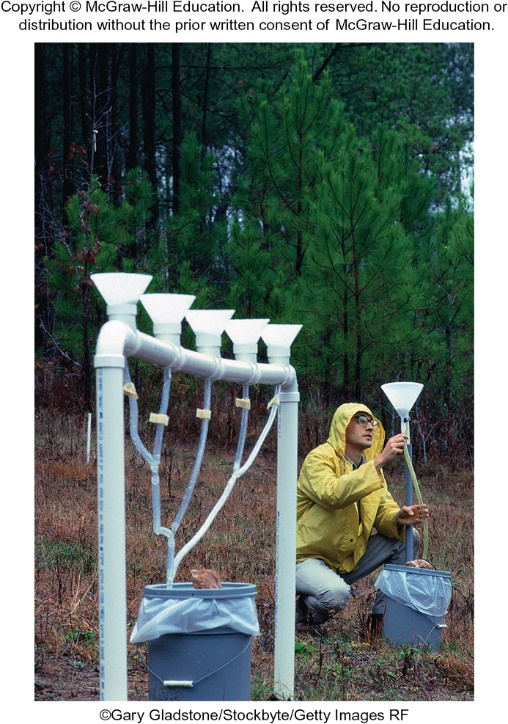 Copyright © McGraw-Hill Education.  All rights reserved. No reproduction or
distribution without the prior written consent of McGraw-Hill Education.
©Gary Gladstone/Stockbyte/Getty Images RF